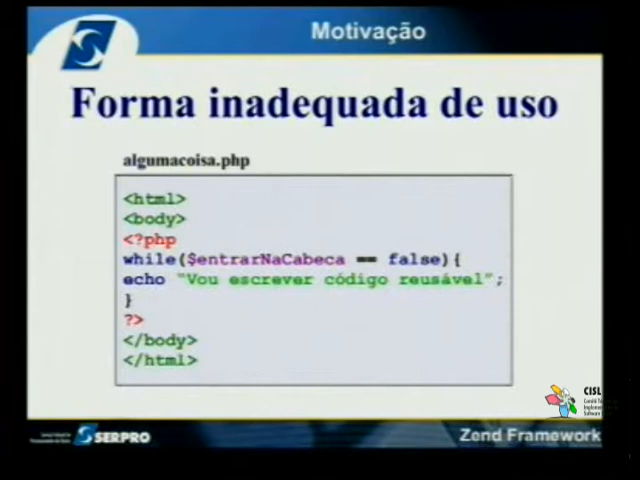 Motivação
Forma inadequada de uso
algumacoisa.php
<html>
<body>
<?php
while($entrarNaCabeca == false){
echo "Vou escrever código reusável";
}
?>
</body>
</html>
CISL
Software
SERPRO
Zend Framework